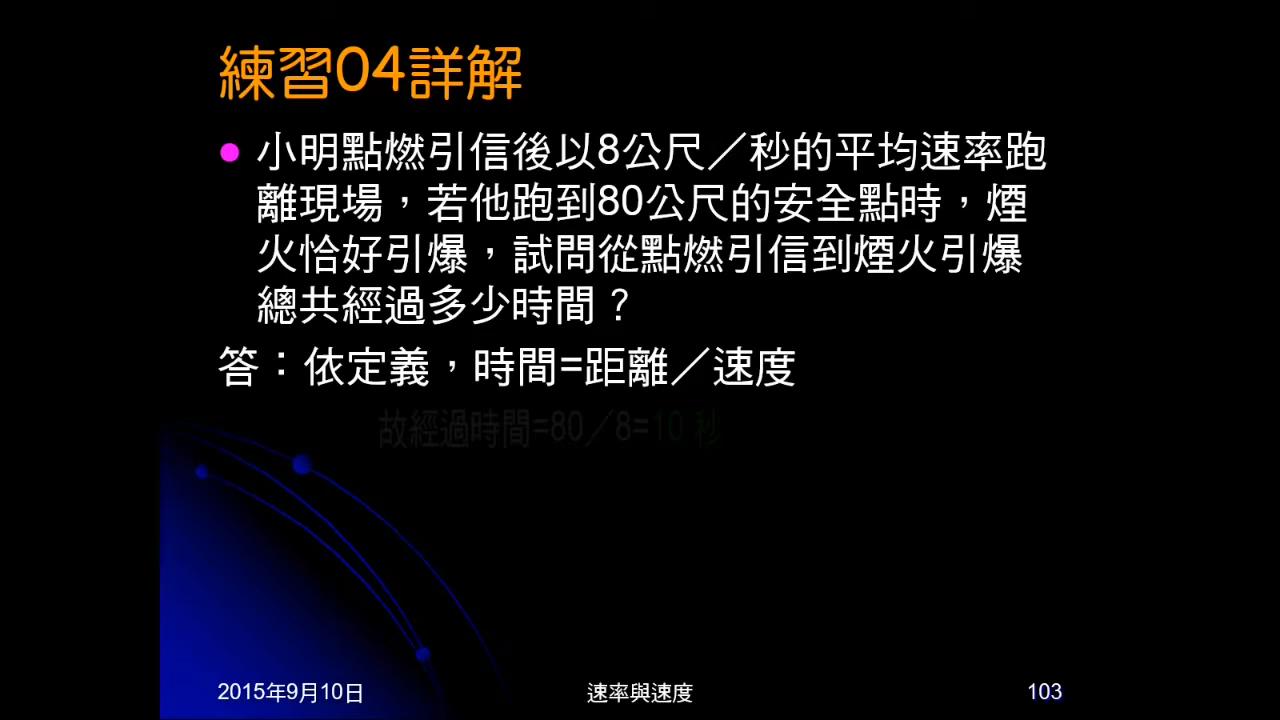 練習04詳解
小明點燃引信後以8公尺／秒的平均速率跑
離現場，若他跑到80公尺的安全點時，煙
火恰好引爆，試問從點燃引信到煙火引爆
總共經過多少時間？
答：依定義，時間=距離／速度
故經過時間=80／8=10 秒
2015年9月10日
速率與速度
103